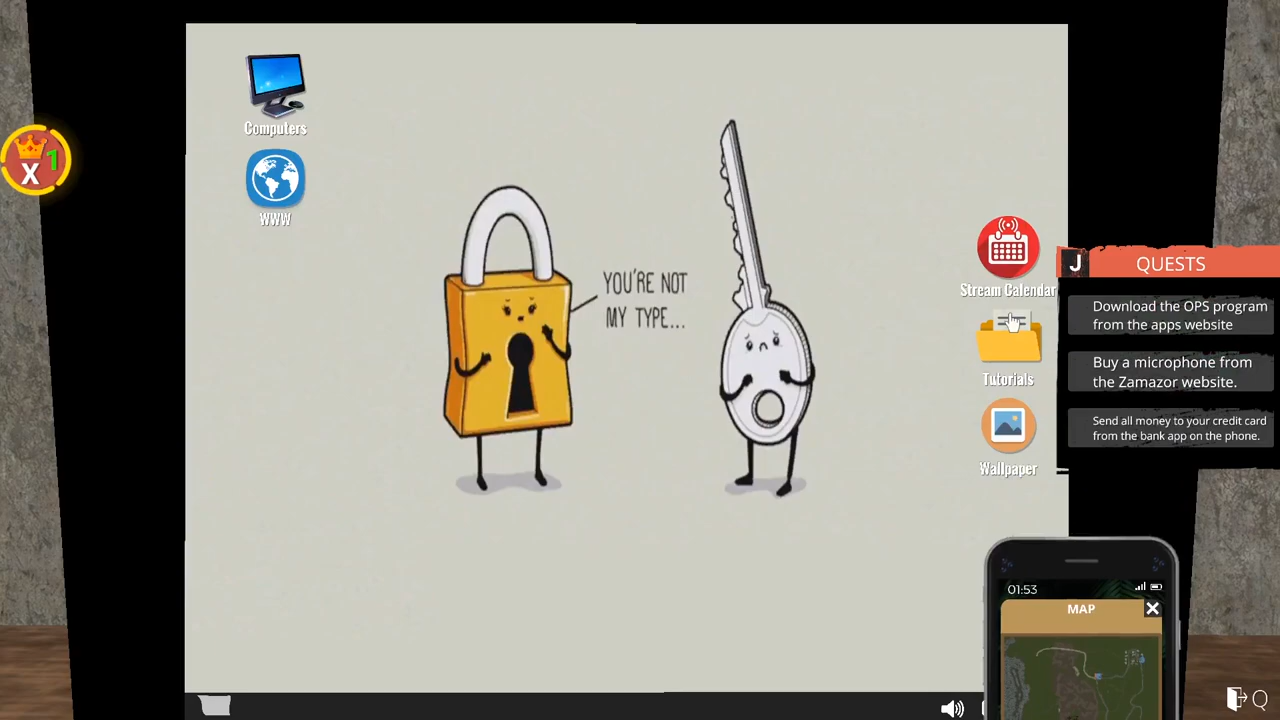 Computers
WWW
X 1
YOU'RE NOT
MY TYPE...
Stream Calendar
Tutorials
Wallpaper
J QUESTS
Download the OPS program
from the apps website
Buy a microphone from
the Zamazor website.
Send all money to your credit card
from the bank app on the phone.
01:53
MAP
Q